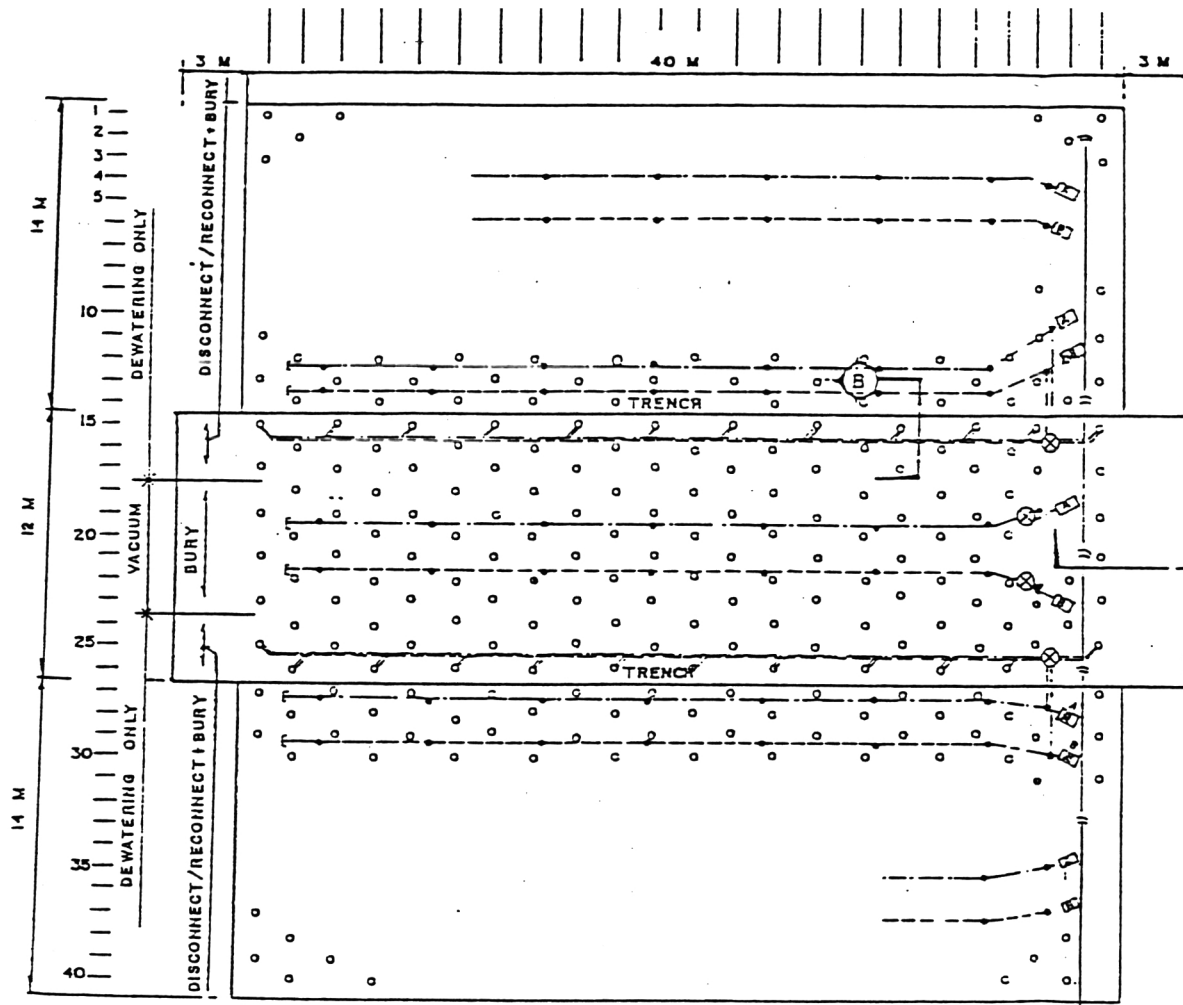 3 M
40 M
3 M
14 M
12 M
14 M
1
2
3
4
5
10
15
20
25
30
35
40
DEWATERING ONLY
VACUUM
DEWATERING ONLY
DISCONNECT/RECONNECT+BURY
BURY
DISCONNECT/RECONNECT+BURY
B
TRENCH
TRENCH